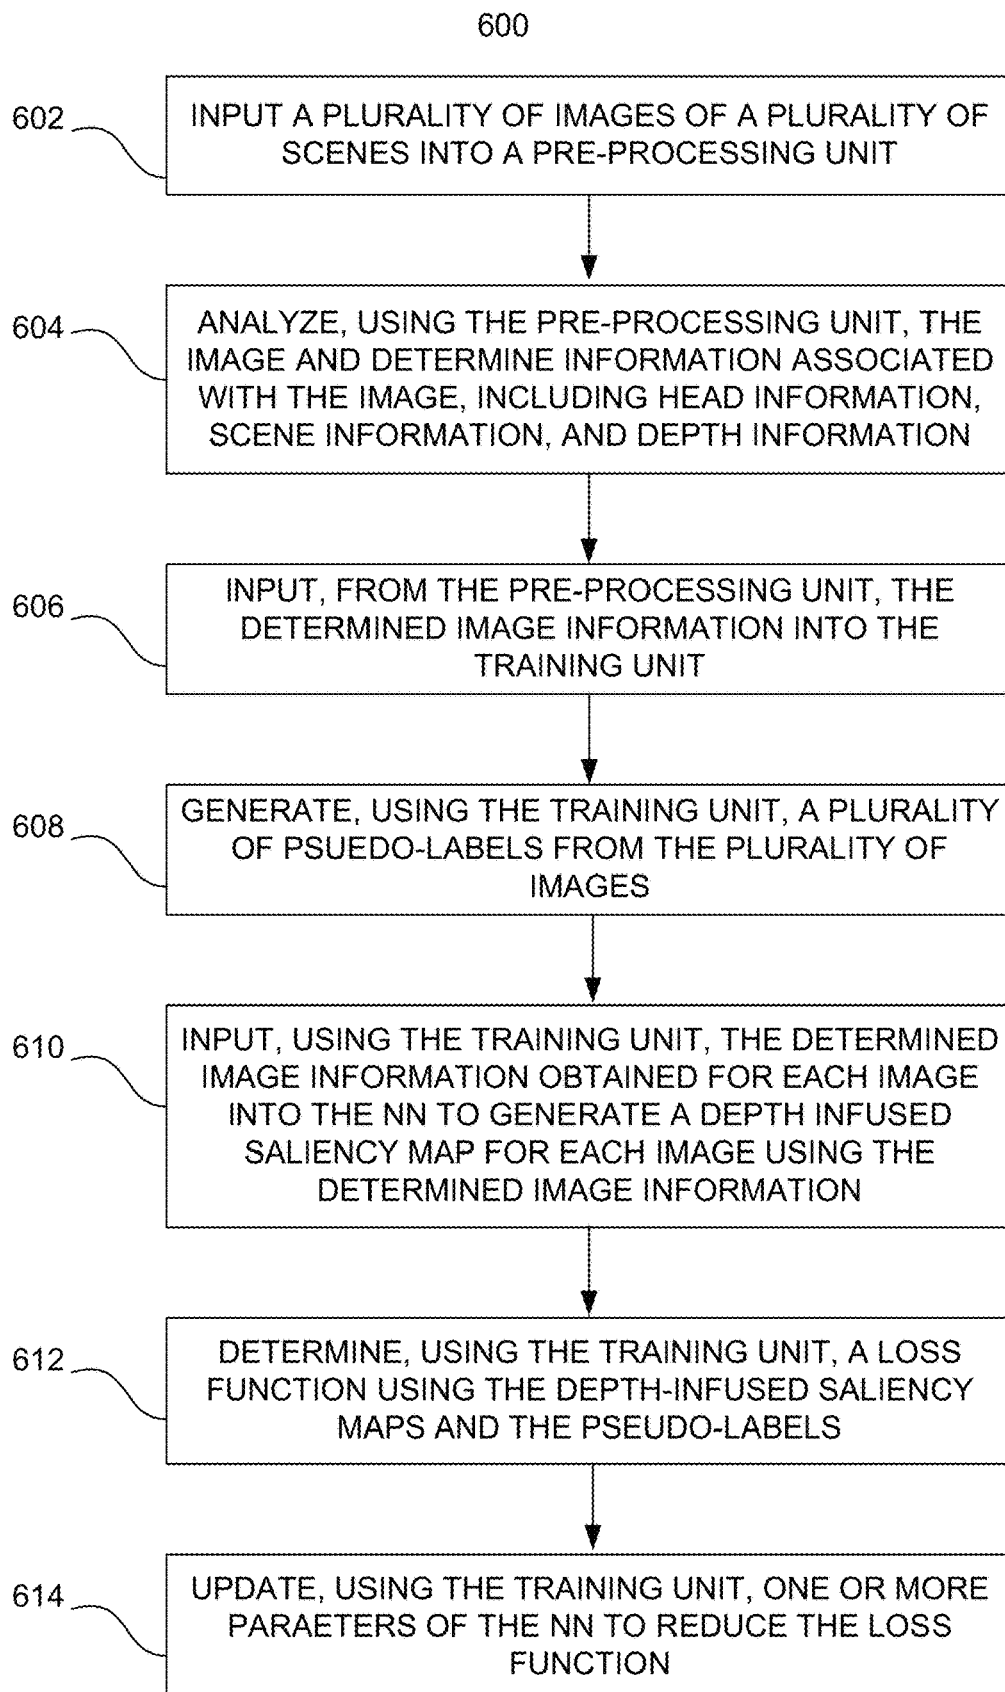 600
602
INPUT A PLURALITY OF IMAGES OF A PLURALITY OF
SCENES INTO A PRE-PROCESSING UNIT
604
ANALYZE, USING THE PRE-PROCESSING UNIT, THE
IMAGE AND DETERMINE INFORMATION ASSOCIATED
WITH THE IMAGE, INCLUDING HEAD INFORMATION,
SCENE INFORMATION, AND DEPTH INFORMATION
606
INPUT, FROM THE PRE-PROCESSING UNIT, THE
DETERMINED IMAGE INFORMATION INTO THE
TRAINING UNIT
608
GENERATE, USING THE TRAINING UNIT, A PLURALITY
OF PSUEDO-LABELS FROM THE PLURALITY OF
IMAGES
610
INPUT, USING THE TRAINING UNIT, THE DETERMINED
IMAGE INFORMATION OBTAINED FOR EACH IMAGE
INTO THE NN TO GENERATE A DEPTH INFUSED
SALIENCY MAP FOR EACH IMAGE USING THE
DETERMINED IMAGE INFORMATION
612
DETERMINE, USING THE TRAINING UNIT, A LOSS
FUNCTION USING THE DEPTH-INFUSED SALIENCY
MAPS AND THE PSEUDO-LABELS
614
UPDATE, USING THE TRAINING UNIT, ONE OR MORE
PARAETERS OF THE NN TO REDUCE THE LOSS
FUNCTION